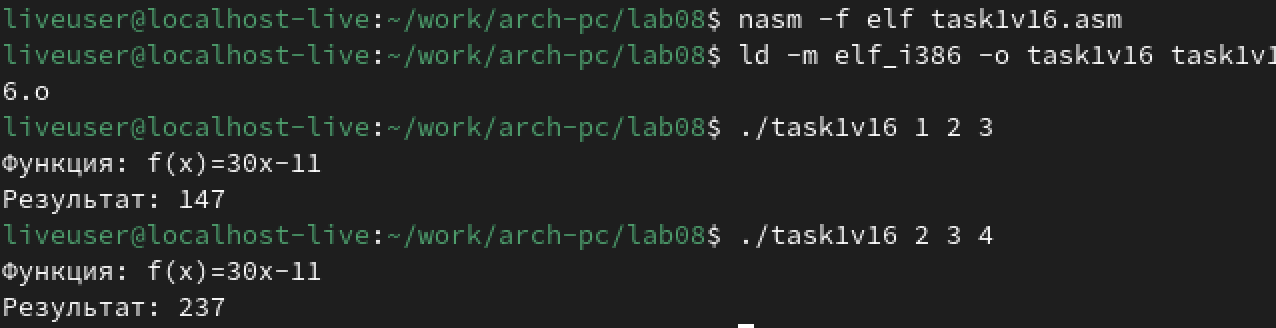 liveuser@localhost-live:~/work/arch-pc/lab08$ nasm -f elf task1v16.asm
liveuser@localhost-live:~/work/arch-pc/lab08$ ld -m elf_i386 -o task1v16 task1v1
6.o
liveuser@localhost-live:~/work/arch-pc/lab08$ ./task1v16 1 2 3
Функция: f(x)=30x-11
Результат: 147
liveuser@localhost-live:~/work/arch-pc/lab08$ ./task1v16 2 3 4
Функция: f(x)=30x-11
Результат: 237